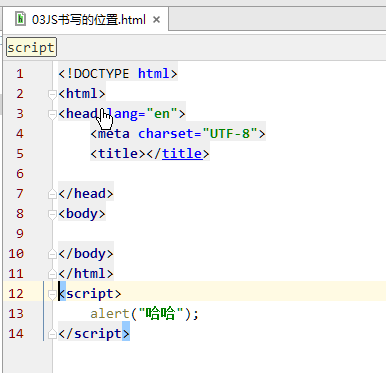 03JS书写的位置.html
script
1 <!DOCTYPE html>
2 <html>
3 <head lang="en">
4 <meta charset="UTF-8">
5 <title></title>
6
7 </head>
8 <body>
9
10 </body>
11 </html>
12 <script>
13 alert("哈哈");
14 </script>